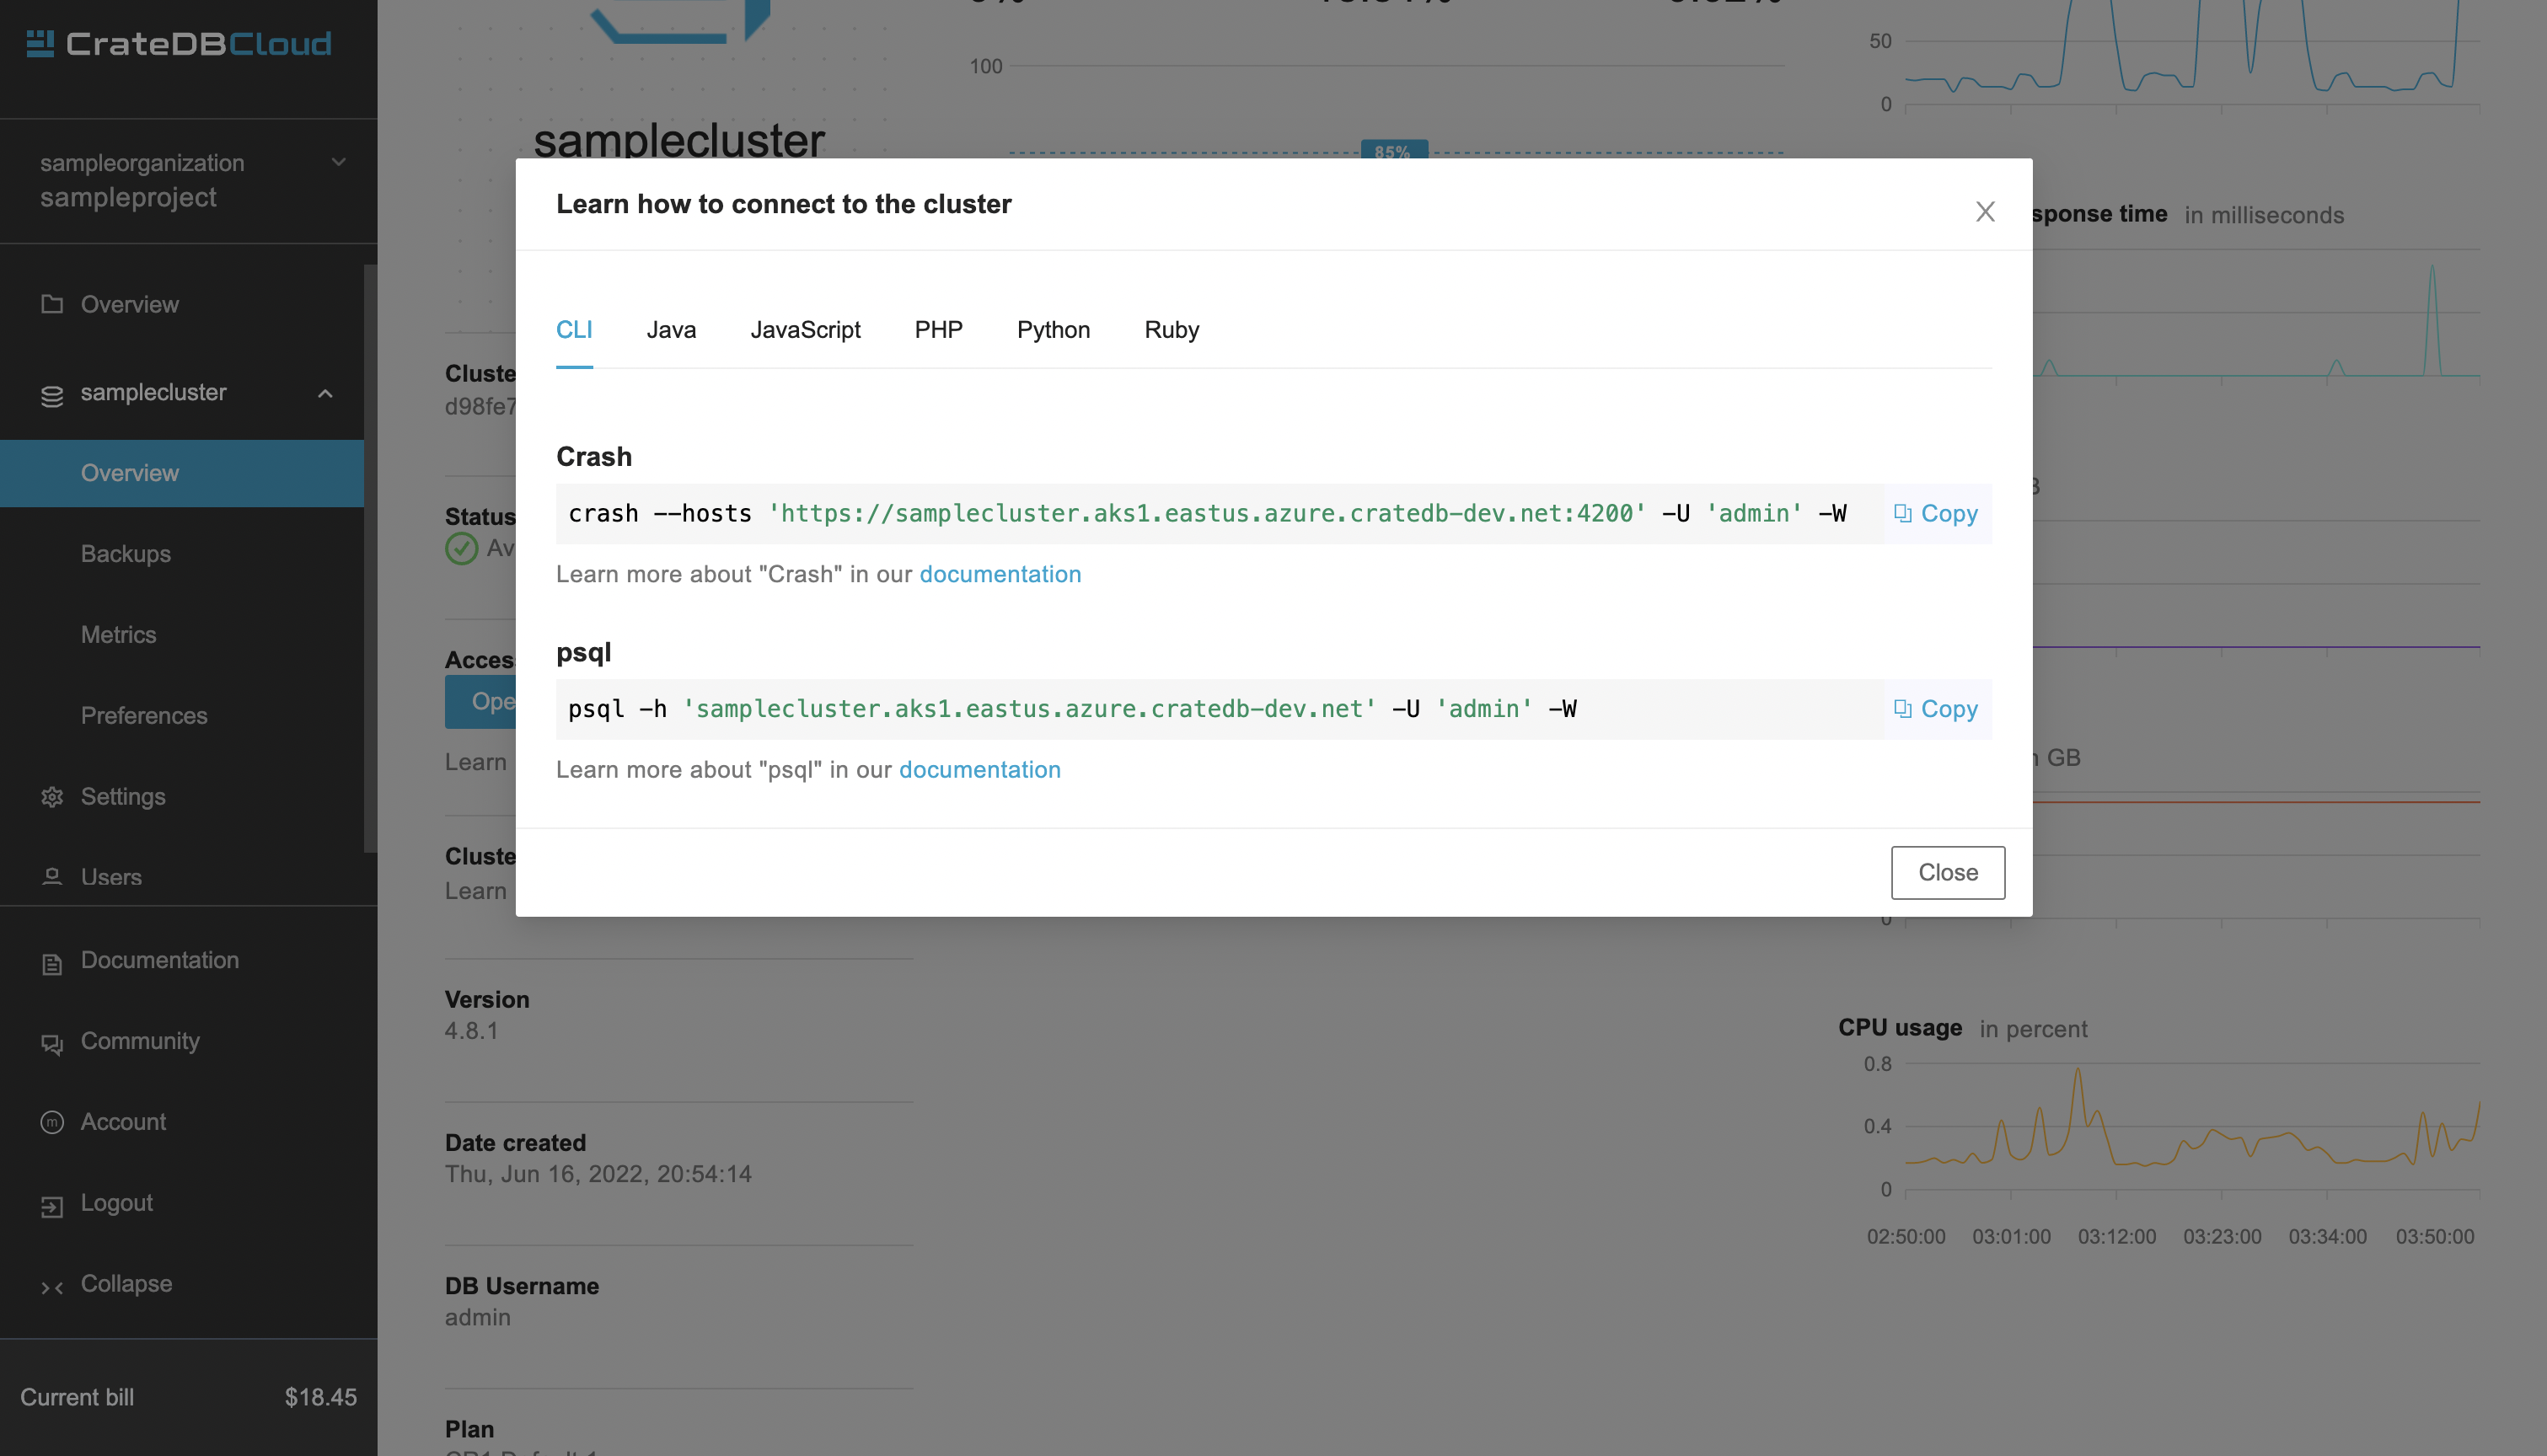 CrateDBCloud
sampleorganization
sampleproject
Overview
samplecluster
Overview
Backups
Metrics
Preferences
Settings
Users
Documentation
Community
Account
Logout
Collapse
Current bill $18.45
100
85%
samplecluster
50
0
Learn how to connect to the cluster
CLI Java JavaScript PHP Python Ruby
Crash
crash --hosts 'https://samplecluster.aks1.eastus.azure.cratedb-dev.net:4200' -U 'admin' -W Copy
Learn more about "Crash" in our documentation
psql
psql -h 'samplecluster.aks1.eastus.azure.cratedb-dev.net' -U 'admin' -W Copy
Learn more about "psql" in our documentation
Close
sponse time in milliseconds
GB
0
Cluste
d98fe7
Status
Av
Acces
Ope
Learn
Cluste
Learn
Version
4.8.1
Date created
Thu, Jun 16, 2022, 20:54:14
DB Username
admin
Plan
CPU usage in percent
0.8
0.4
0
02:50:00 03:01:00 03:12:00 03:23:00 03:34:00 03:50:00